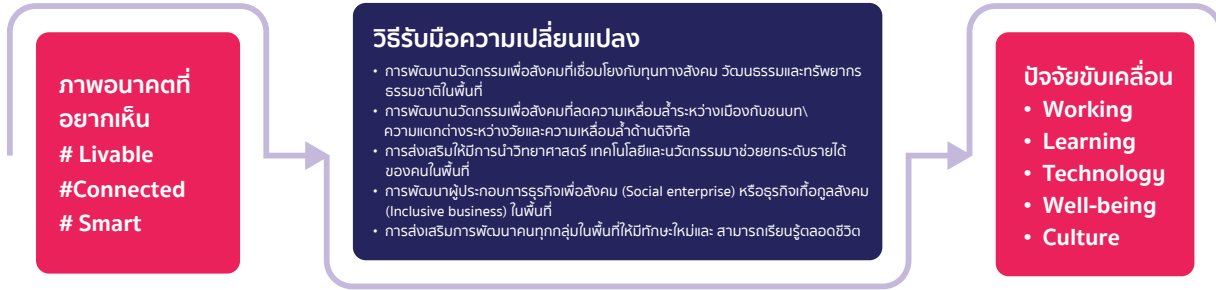 ภาพอนาคตที่
อยากเห็น
# Livable
#Connected
# Smart
วิธีรับมือความเปลี่ยนแปลง
• การพัฒนานวัตกรรมเพื่อสังคมที่เชื่อมโยงกับทุนทางสังคม วัฒนธรรมและทรัพยากร
ธรรมชาติในพื้นที่
• การพัฒนานวัตกรรมเพื่อสังคมที่ลดความเหลื่อมล้ำระหว่างเมืองกับชนบท\
ความแตกต่างระหว่างวัยและความเหลื่อมล้ำด้านดิจิทัล
• การส่งเสริมให้มีการนำวิทยาศาสตร์ เทคโนโลยีและนวัตกรรมมาช่วยยกระดับรายได้
ของคนในพื้นที่
• การพัฒนาผู้ประกอบการธุรกิจเพื่อสังคม (Social enterprise) หรือธุรกิจเกื้อกูลสังคม
(Inclusive business) ในพื้นที่
• การส่งเสริมการพัฒนาคนทุกกลุ่มในพื้นที่ให้มีทักษะใหม่และ สามารถเรียนรู้ตลอดชีวิต
ปัจจัยขับเคลื่อน
• Working
• Learning
• Technology
• Well-being
• Culture